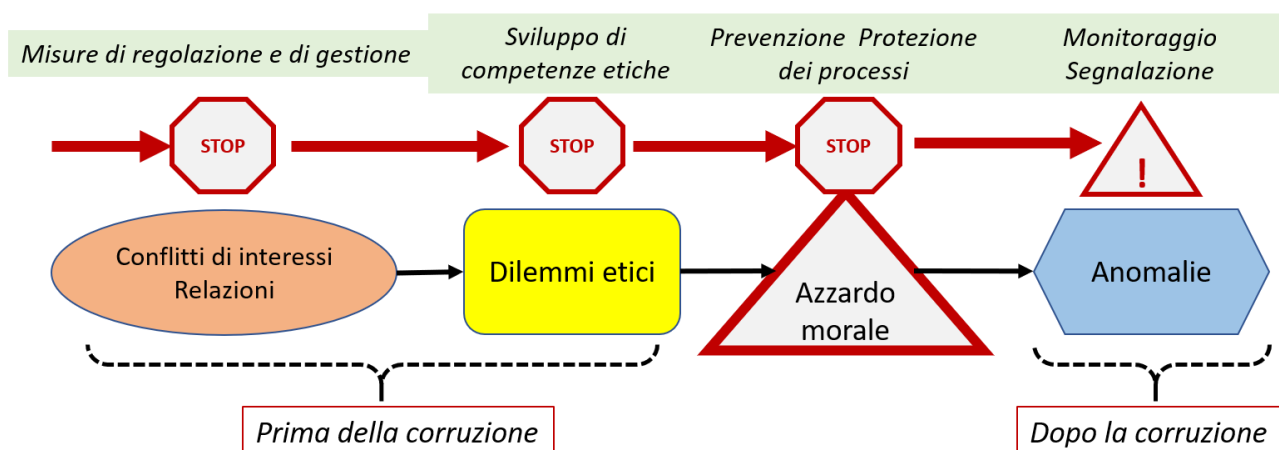 Misure di regolazione e di gestione
Sviluppo di
competenze etiche
Prevenzione Protezione
dei processi
Monitoraggio
Segnalazione
STOP
STOP
STOP
!
Conflitti di interessi
Relazioni
Dilemmi etici
Azzardo
morale
Anomalie
Prima della corruzione
Dopo la corruzione